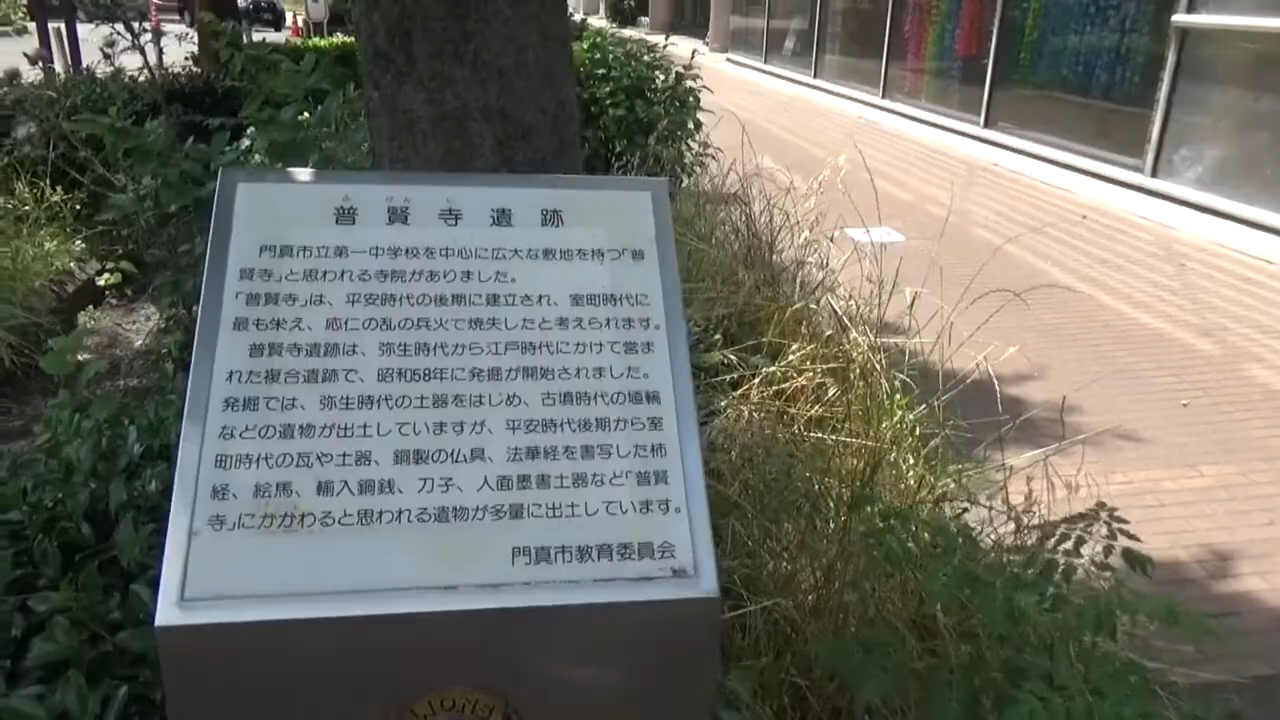 ふ げん じ
普賢寺遺跡
門真市立第一中学校を中心に広大な敷地を持つ「普
賢寺」と思われる寺院がありました。
「普賢寺」は、平安時代の後期に建立され、室町時代に
最も栄え、応仁の乱の兵火で焼失したと考えられます。
普賢寺遺跡は、弥生時代から江戸時代にかけて営ま
れた複合遺跡で、昭和58年に発掘が開始されました。
発掘では、弥生時代の土器をはじめ、古墳時代の埴輪
などの遺物が出土していますが、平安時代後期から室
町時代の瓦や土器、銅製の仏具、法華経を書写した柿
経、絵馬、輸入銅銭、刀子、人面墨書土器など「普賢
寺」にかかわると思われる遺物が多量に出土しています。
門真市教育委員会
LIONS